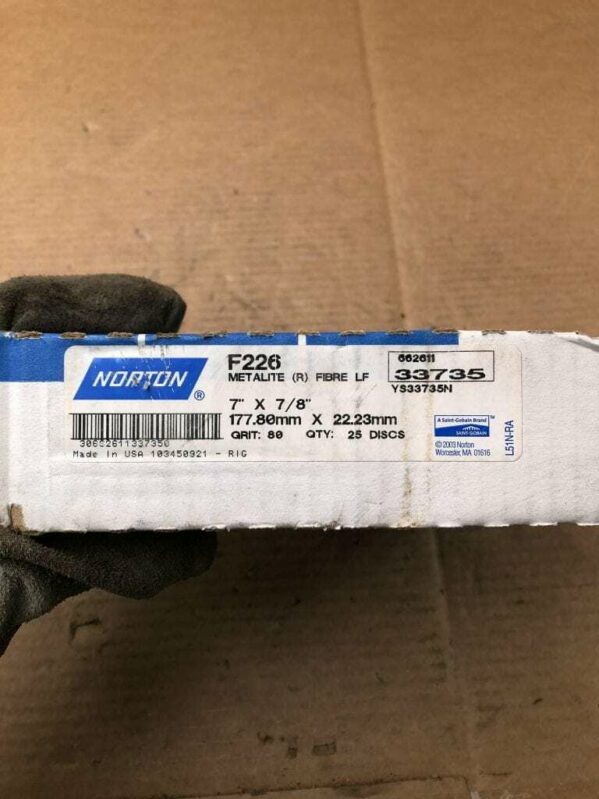 NORTON ®
F226
METALITE (R) FIBRE LF
662611
33735
YS33735N
7" X 7/8"
177.80mm X 22.23mm
GRIT: 80 QTY: 25 DISCS
30662611337350
Made In USA 103450921 - RIG
A Saint-Gobain Brand
SAINT-GOBAIN
© 2003 Norton
Worcester, MA 01616
L51N-RA